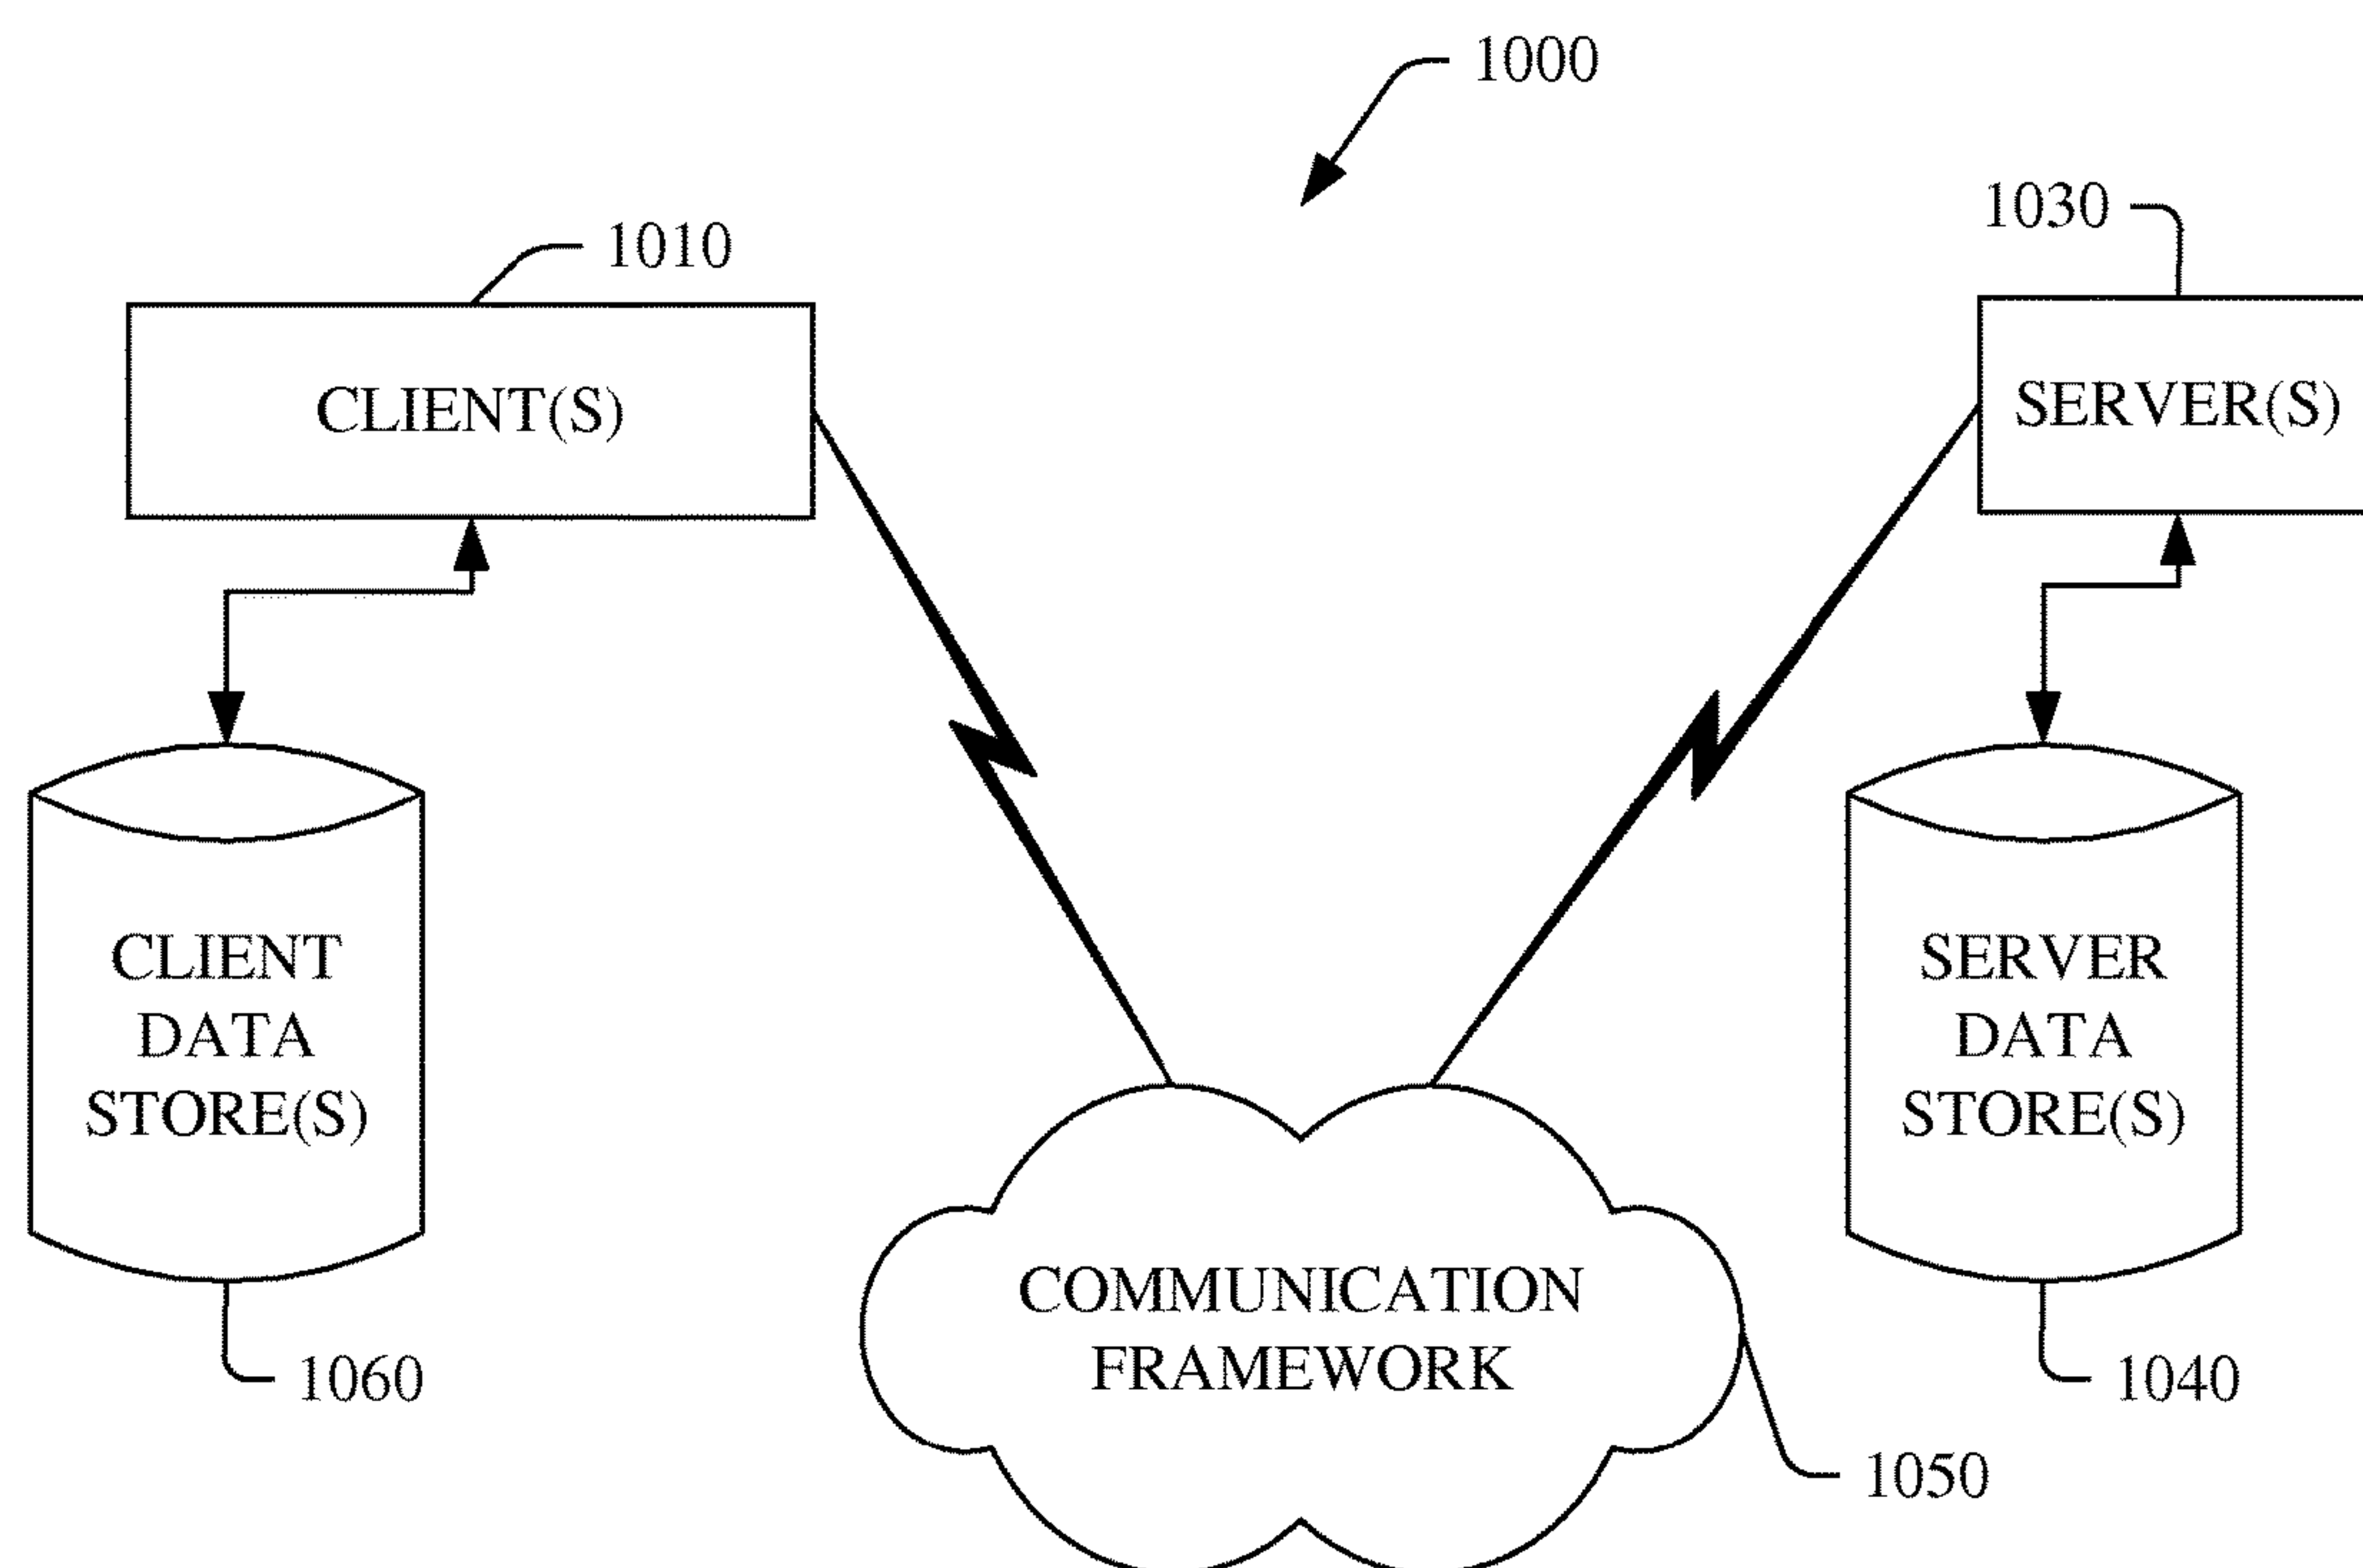 1000
1030
1010
CLIENT(S)
SERVER(S)
CLIENT
DATA
STORE(S)
SERVER
DATA
STORE(S)
COMMUNICATION
FRAMEWORK
1060
1040
1050